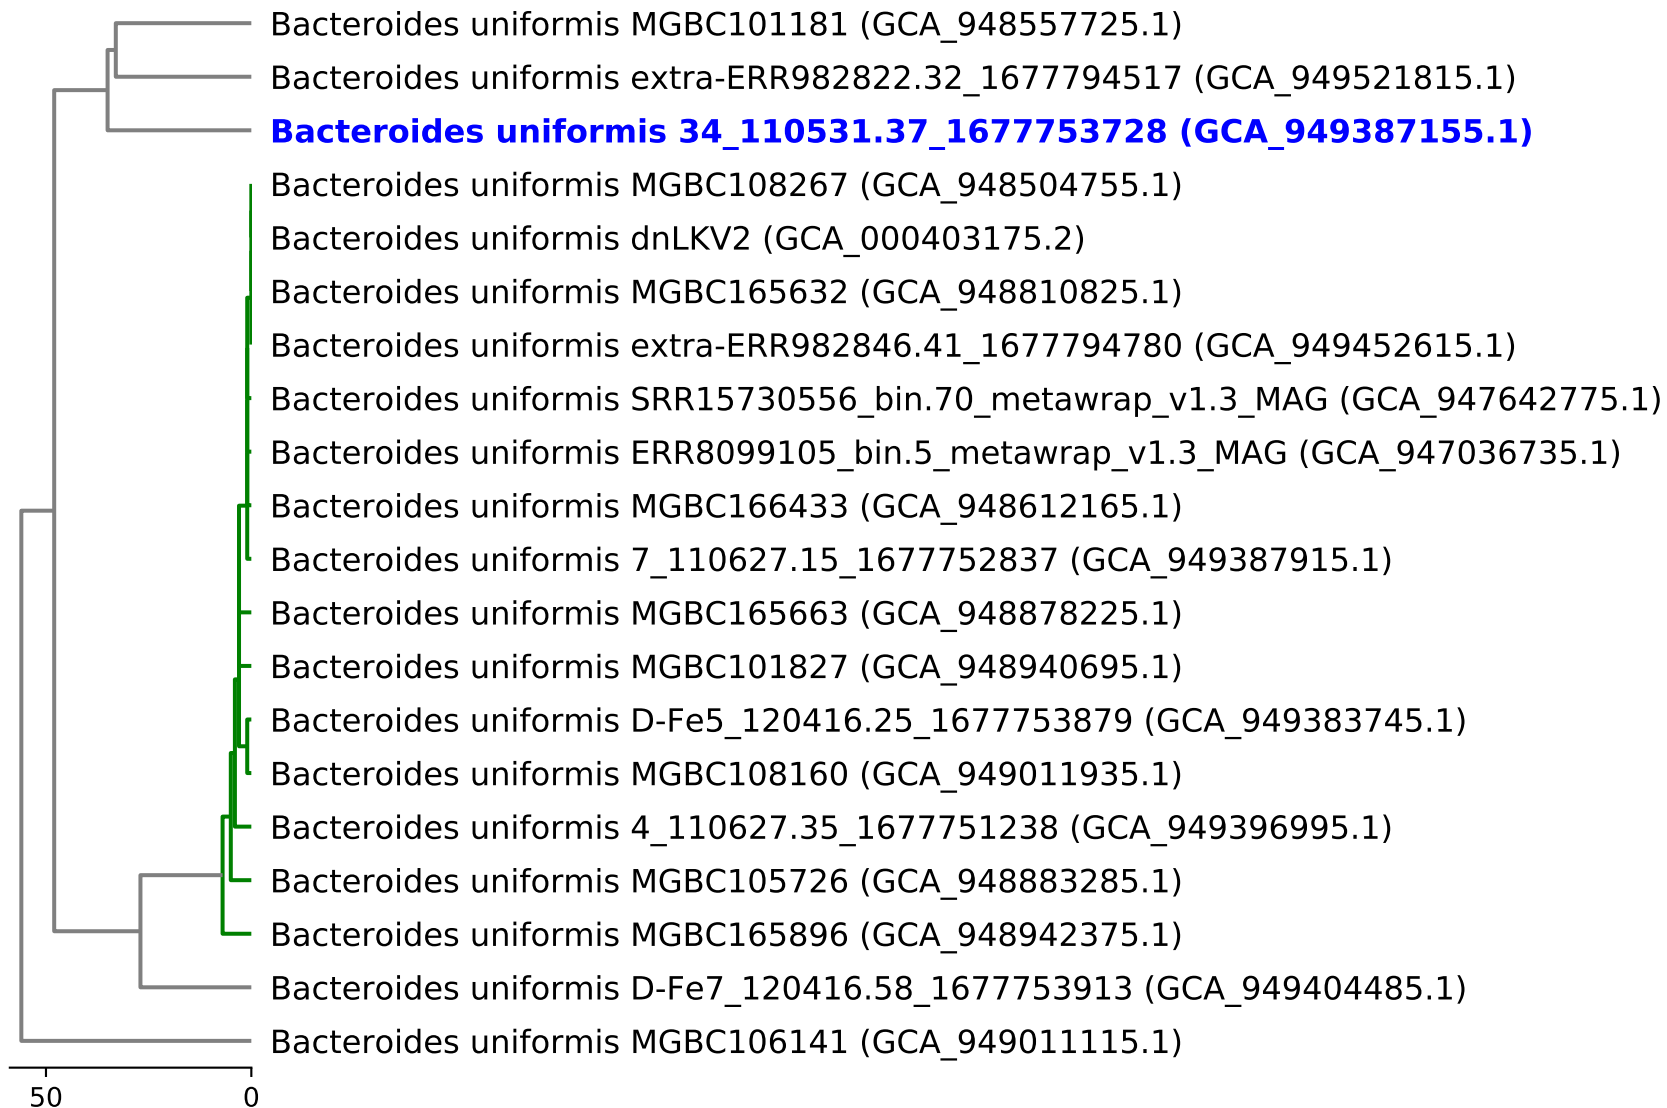 Bacteroides uniformis MGBC101181 (GCA_948557725.1)
Bacteroides uniformis extra-ERR982822.32_1677794517 (GCA_949521815.1)
Bacteroides uniformis 34_110531.37_1677753728 (GCA_949387155.1)
Bacteroides uniformis MGBC108267 (GCA_948504755.1)
Bacteroides uniformis dnLKV2 (GCA_000403175.2)
Bacteroides uniformis MGBC165632 (GCA_948810825.1)
Bacteroides uniformis extra-ERR982846.41_1677794780 (GCA_949452615.1)
Bacteroides uniformis SRR15730556_bin.70_metawrap_v1.3_MAG (GCA_947642775.1)
Bacteroides uniformis ERR8099105_bin.5_metawrap_v1.3_MAG (GCA_947036735.1)
Bacteroides uniformis MGBC166433 (GCA_948612165.1)
Bacteroides uniformis 7_110627.15_1677752837 (GCA_949387915.1)
Bacteroides uniformis MGBC165663 (GCA_948878225.1)
Bacteroides uniformis MGBC101827 (GCA_948940695.1)
Bacteroides uniformis D-Fe5_120416.25_1677753879 (GCA_949383745.1)
Bacteroides uniformis MGBC108160 (GCA_949011935.1)
Bacteroides uniformis 4_110627.35_1677751238 (GCA_949396995.1)
Bacteroides uniformis MGBC105726 (GCA_948883285.1)
Bacteroides uniformis MGBC165896 (GCA_948942375.1)
Bacteroides uniformis D-Fe7_120416.58_1677753913 (GCA_949404485.1)
Bacteroides uniformis MGBC106141 (GCA_949011115.1)
50 0